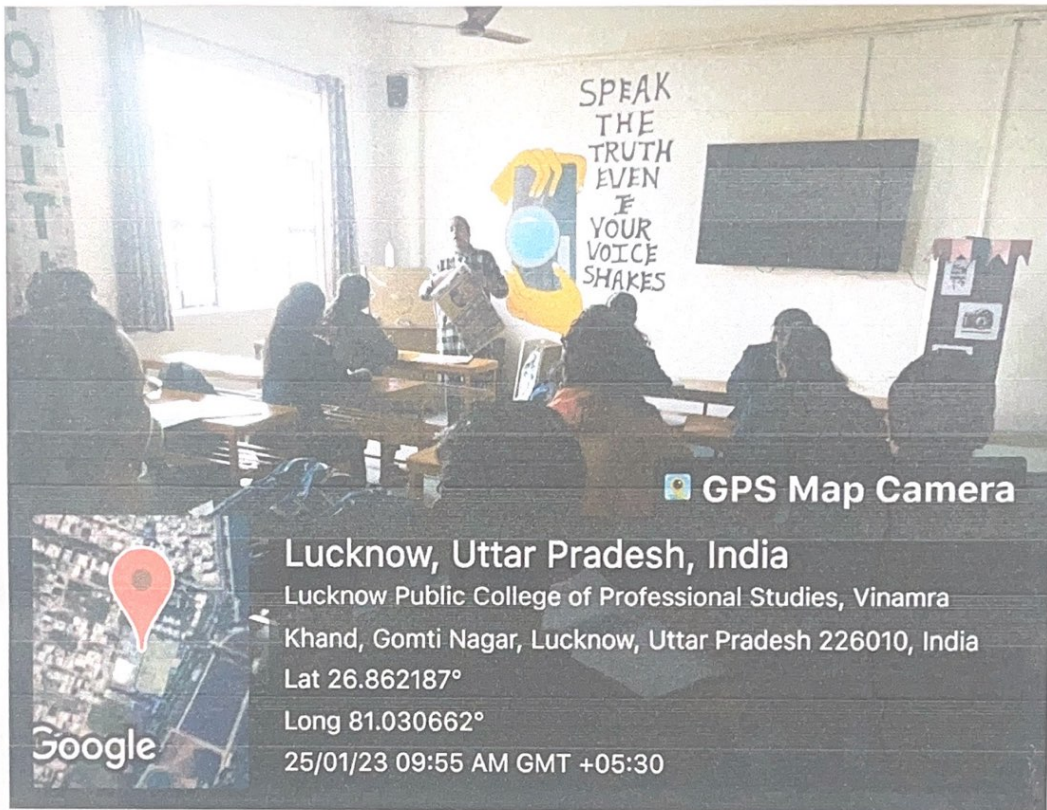 OLIT
SPEAK
THE
TRUTH
EVEN
IF
YOUR
VOICE
SHAKES
GPS Map Camera
Lucknow, Uttar Pradesh, India
Lucknow Public College of Professional Studies, Vinamra
Khand, Gomti Nagar, Lucknow, Uttar Pradesh 226010, India
Lat 26.862187°
Long 81.030662°
25/01/23 09:55 AM GMT +05:30
Google